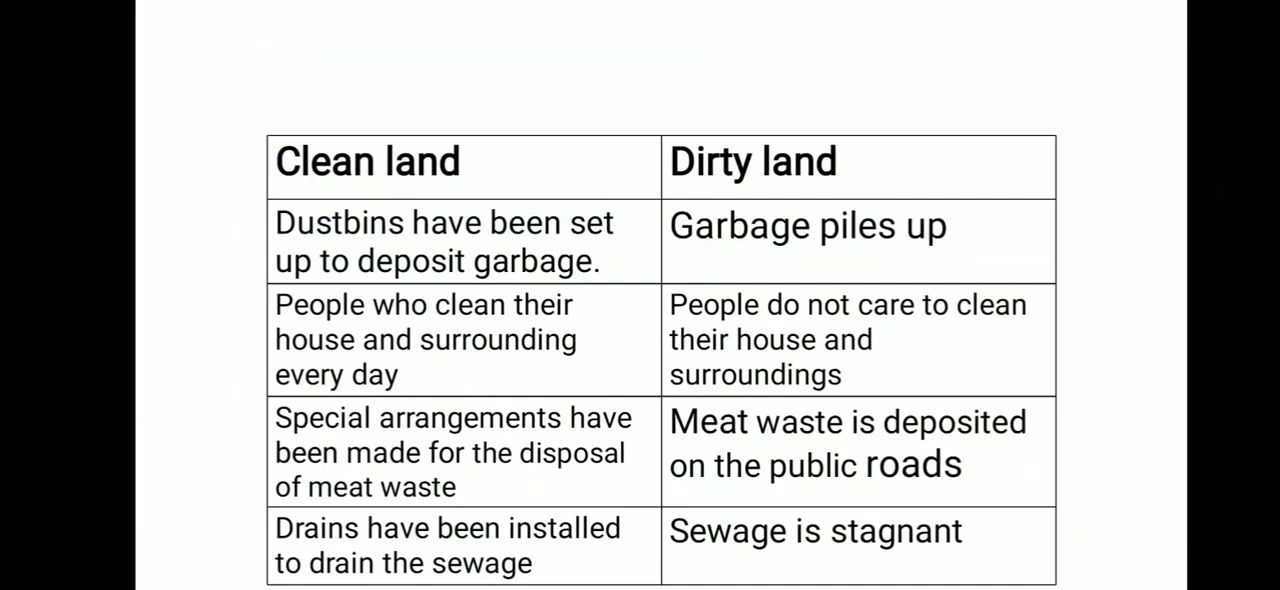 Clean land
Dirty land
Dustbins have been set
up to deposit garbage.
Garbage piles up
People who clean their
house and surrounding
every day
People do not care to clean
their house and
surroundings
Special arrangements have
been made for the disposal
of meat waste
Meat waste is deposited
on the public roads
Drains have been installed
to drain the sewage
Sewage is stagnant